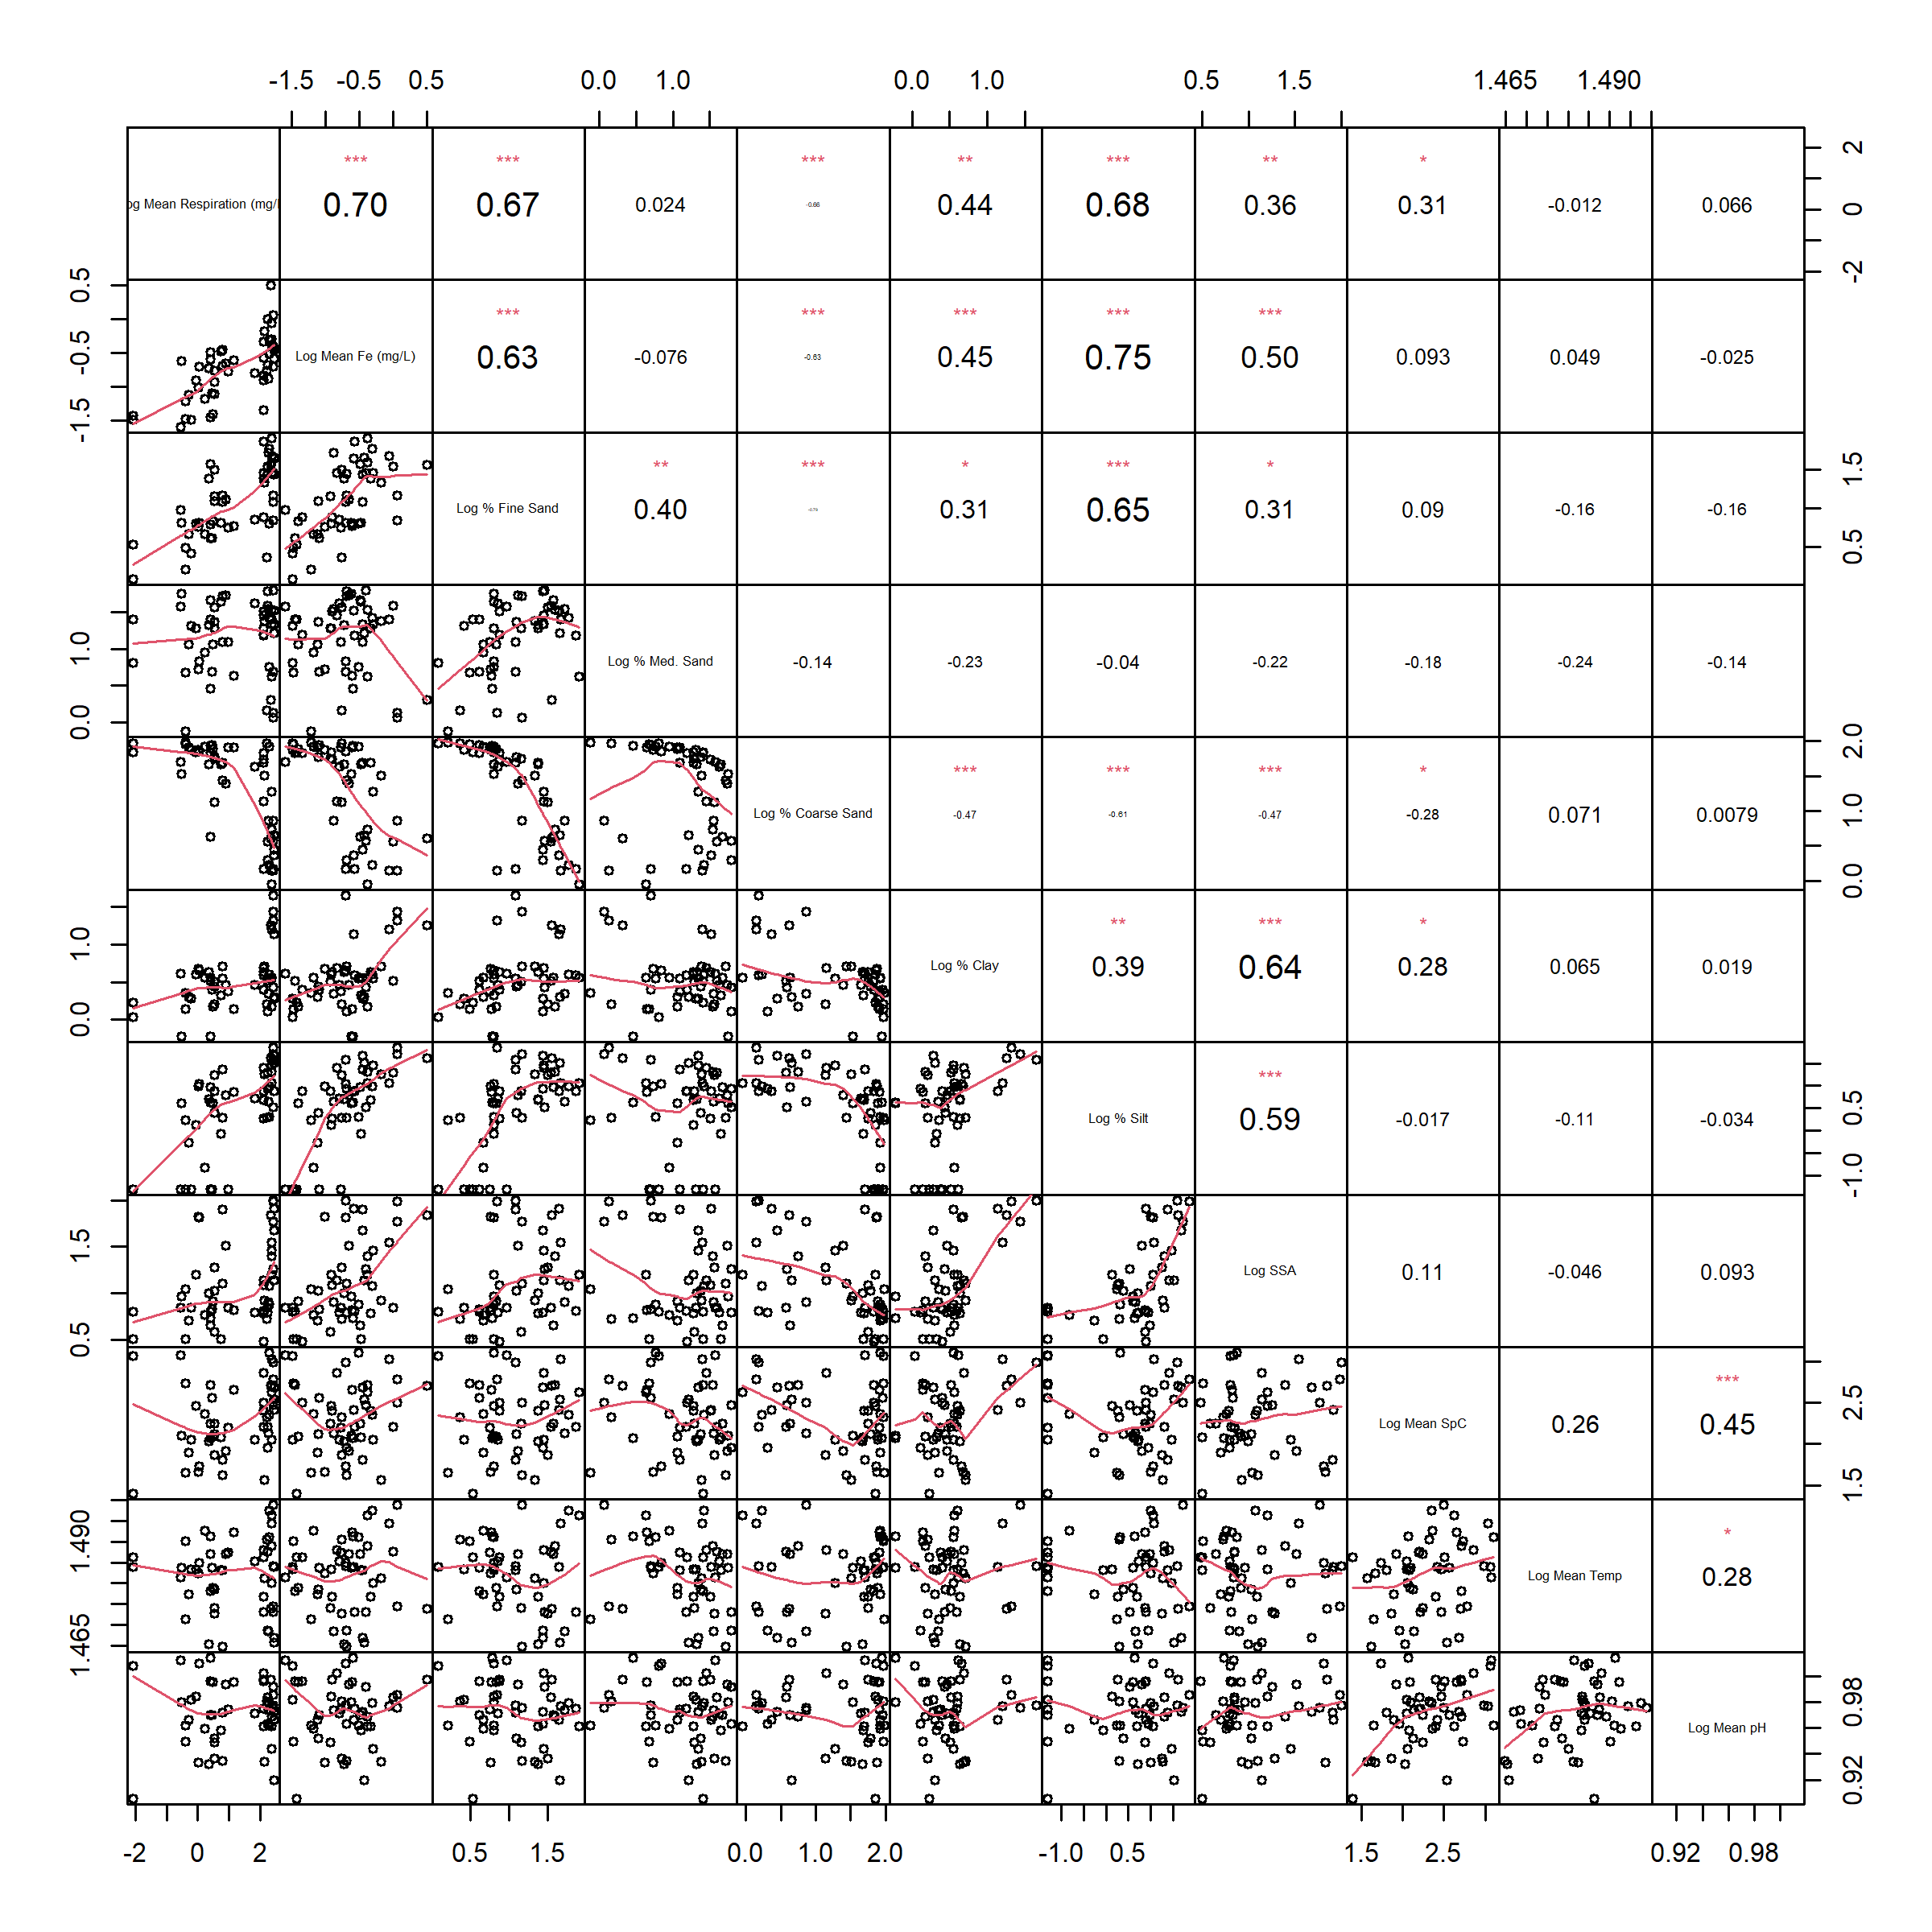 -1.5 -0.5 0.5 0.0 1.0 0.0 1.0 0.5 1.5 1.465 1.490
*** *** *** ** *** ** *
og Mean Respiration (mg/ 0.70 0.67 0.024 -0.66 0.44 0.68 0.36 0.31 -0.012 0.066
-2 0 2
*** *** *** *** ***
-1.5 -0.5 0.5
Log Mean Fe (mg/L) 0.63 -0.076 -0.63 0.45 0.75 0.50 0.093 0.049 -0.025
** *** * *** *
Log % Fine Sand 0.40 0.31 0.65 0.31 0.09 -0.16 -0.16
0.5 1.5
0.0 1.0
Log % Med. Sand -0.14 -0.23 -0.04 -0.22 -0.18 -0.24 -0.14
*** *** *** *
Log % Coarse Sand -0.47 -0.61 -0.47 -0.28 0.071 0.0079
0.0 1.0 2.0
** *** *
0.0 1.0
Log % Clay 0.39 0.64 0.28 0.065 0.019
***
Log % Silt 0.59 -0.017 -0.11 -0.034
-1.0 0.5
0.5 1.5
Log SSA 0.11 -0.046 0.093
***
Log Mean SpC 0.26 0.45
1.5 2.5
*
1.465 1.490
Log Mean Temp 0.28
Log Mean pH
0.92 0.98
-2 0 2 0.5 1.5 0.0 1.0 2.0 -1.0 0.5 1.5 2.5 0.92 0.98